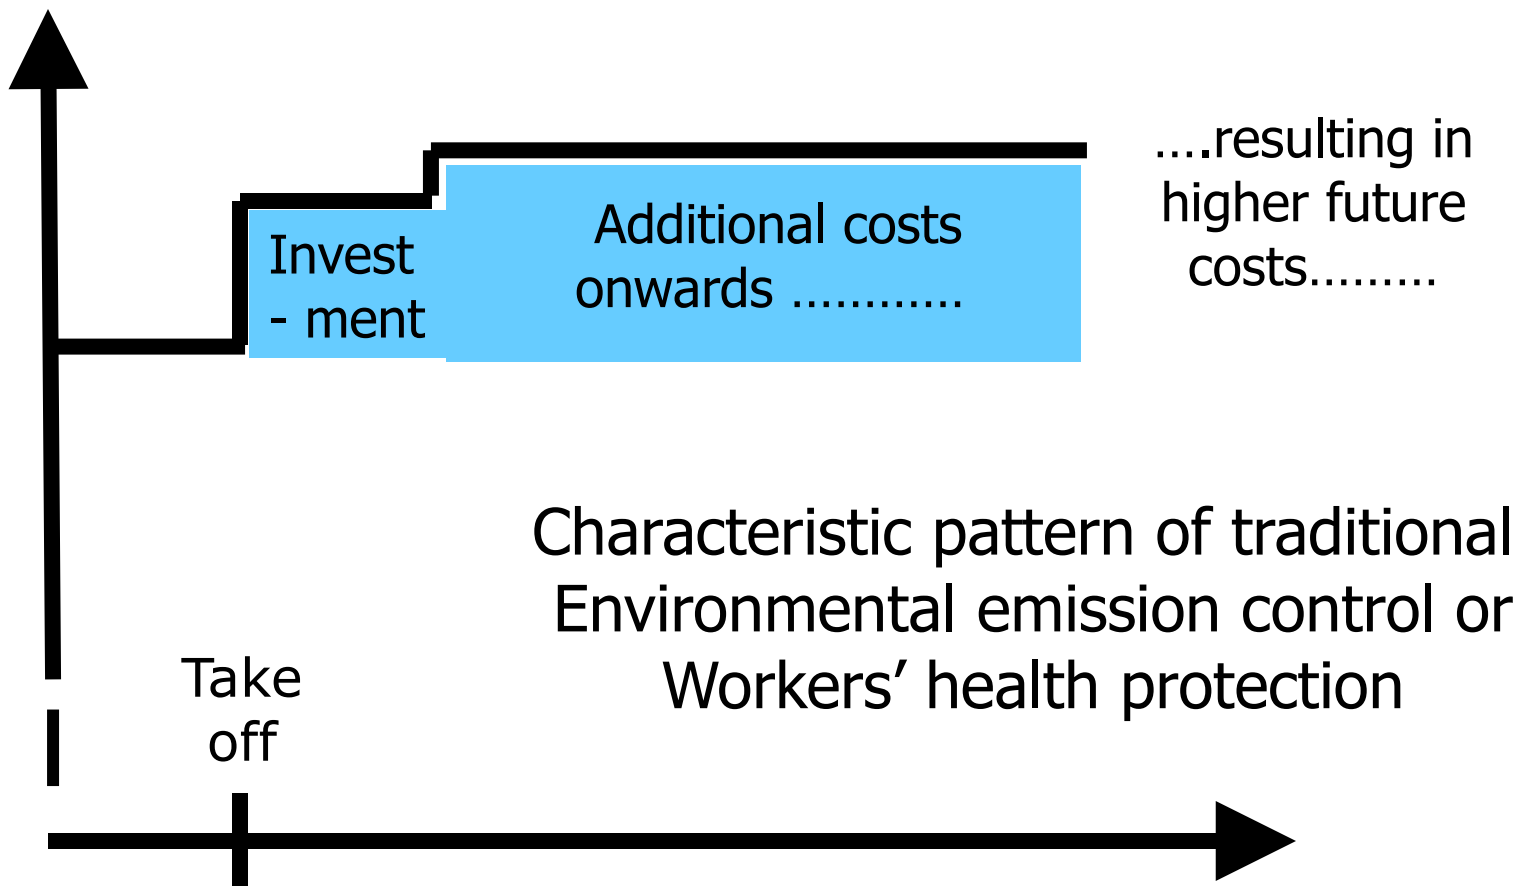 ....resulting in
higher future
costs.........
Additional costs
onwards ............
Invest
- ment
Characteristic pattern of traditional
Environmental emission control or
Workers’ health protection
Take
off